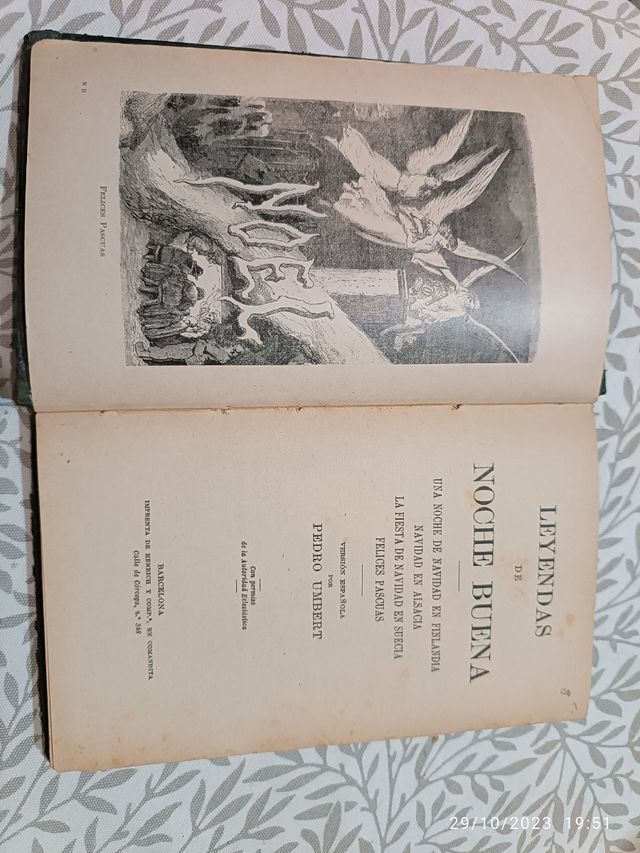 N B
NOËL
FELICES PASCUAS
LEYENDAS
DE
NOCHE BUENA
UNA NOCHE DE NAVIDAD EN FINLANDIA
NAVIDAD EN ALSACIA
LA FIESTA DE NAVIDAD EN SUECIA
FELICES PASCUAS
VERSIÓN ESPAÑOLA
POR
PEDRO UMBERT
Con permiso
de la Autoridad Eclesiástica
BARCELONA
IMPRENTA DE HENRICH Y COMP.ª, EN COMANDITA
Calle de Córcega, n.º 348
29/10/2023 19:51